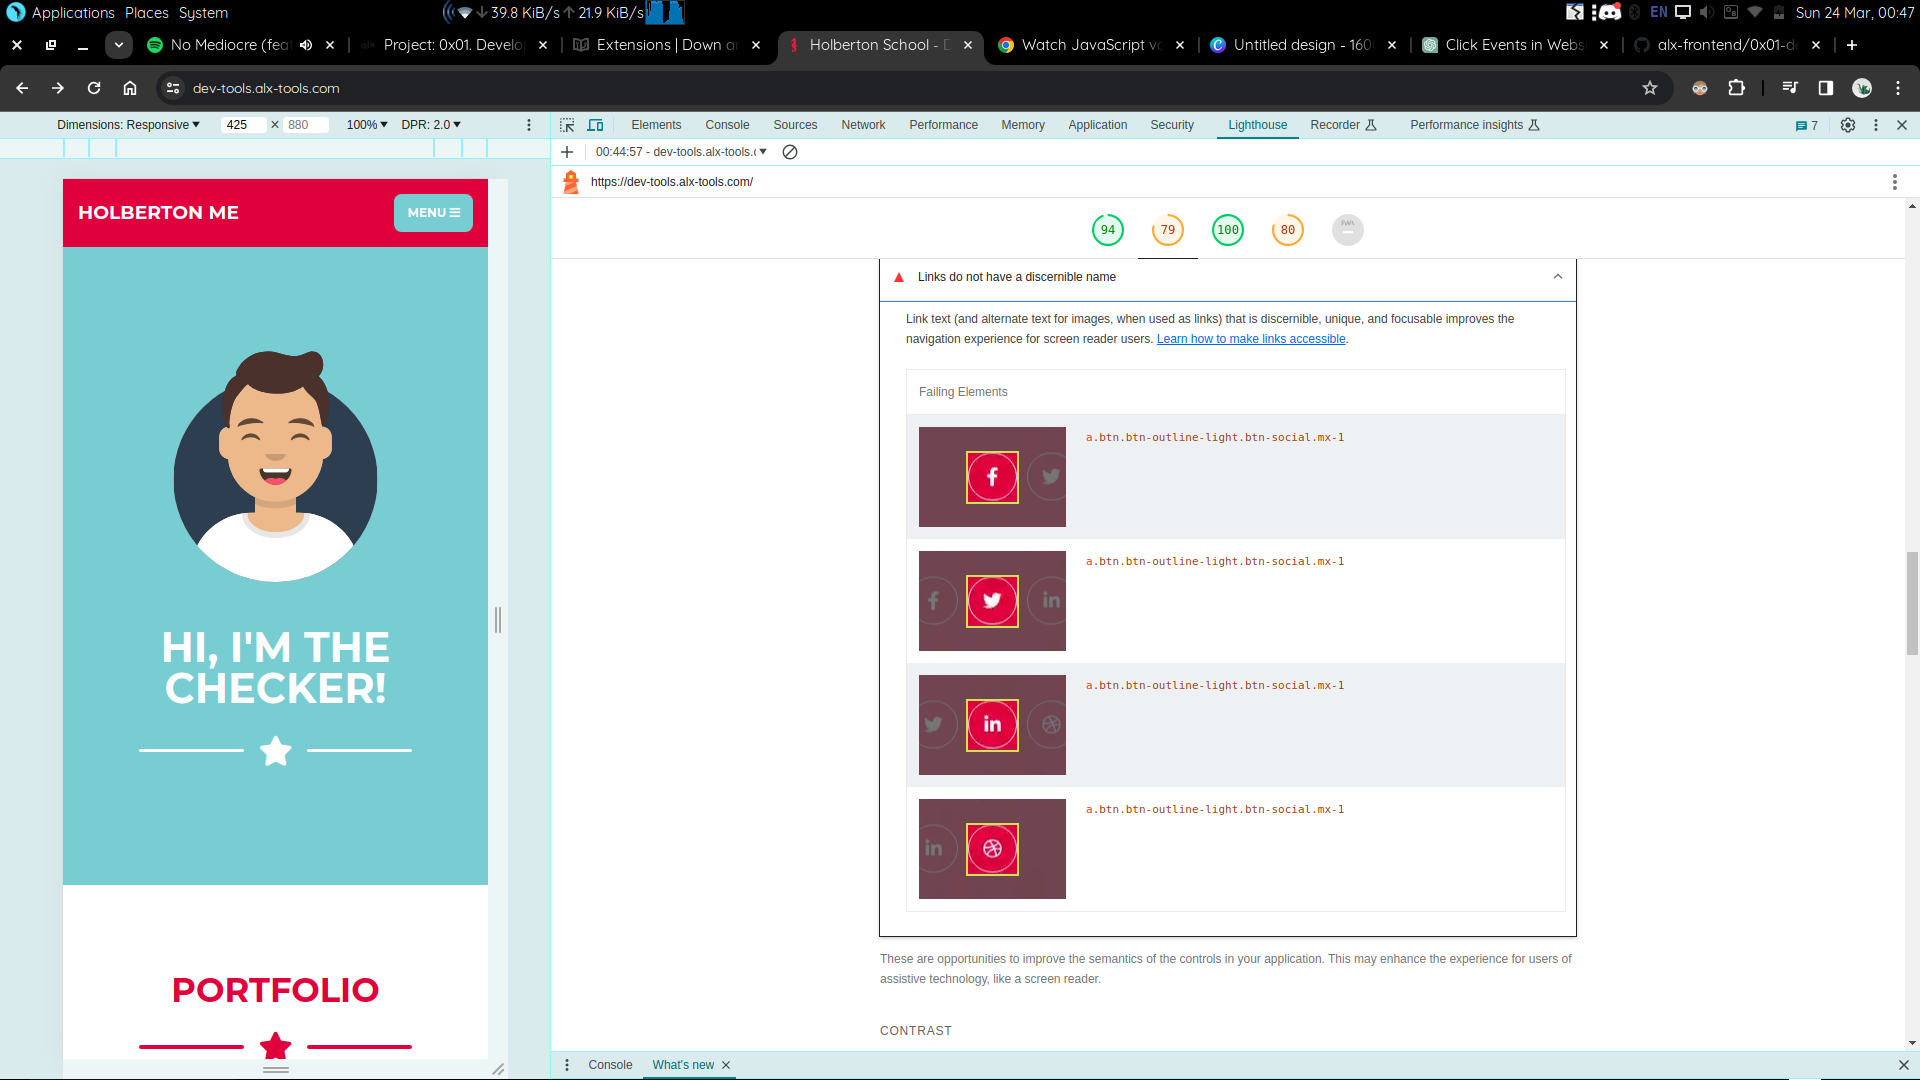 Applications Places System 39.8 KiB/s 21.9 KiB/s EN Sun 24 Mar, 00:47
No Mediocre (feat Project: 0x01. Develo Extensions | Down a Holberton School - D Watch JavaScript v Untitled design - 160 Click Events in Webs alx-frontend/0x01-d
dev-tools.alx-tools.com
Dimensions: Responsive 425 × 880 100% DPR: 2.0
Elements Console Sources Network Performance Memory Application Security Lighthouse Recorder Performance insights 7
00:44:57 - dev-tools.alx-tools.c
https://dev-tools.alx-tools.com/
94 79 100 80 PWA
HOLBERTON ME
MENU
HI, I'M THE
CHECKER!
PORTFOLIO
Links do not have a discernible name
Link text (and alternate text for images, when used as links) that is discernible, unique, and focusable improves the
navigation experience for screen reader users. Learn how to make links accessible.
Failing Elements
a.btn.btn-outline-light.btn-social.mx-1
a.btn.btn-outline-light.btn-social.mx-1
a.btn.btn-outline-light.btn-social.mx-1
a.btn.btn-outline-light.btn-social.mx-1
These are opportunities to improve the semantics of the controls in your application. This may enhance the experience for users of
assistive technology, like a screen reader.
CONTRAST
Console What's new